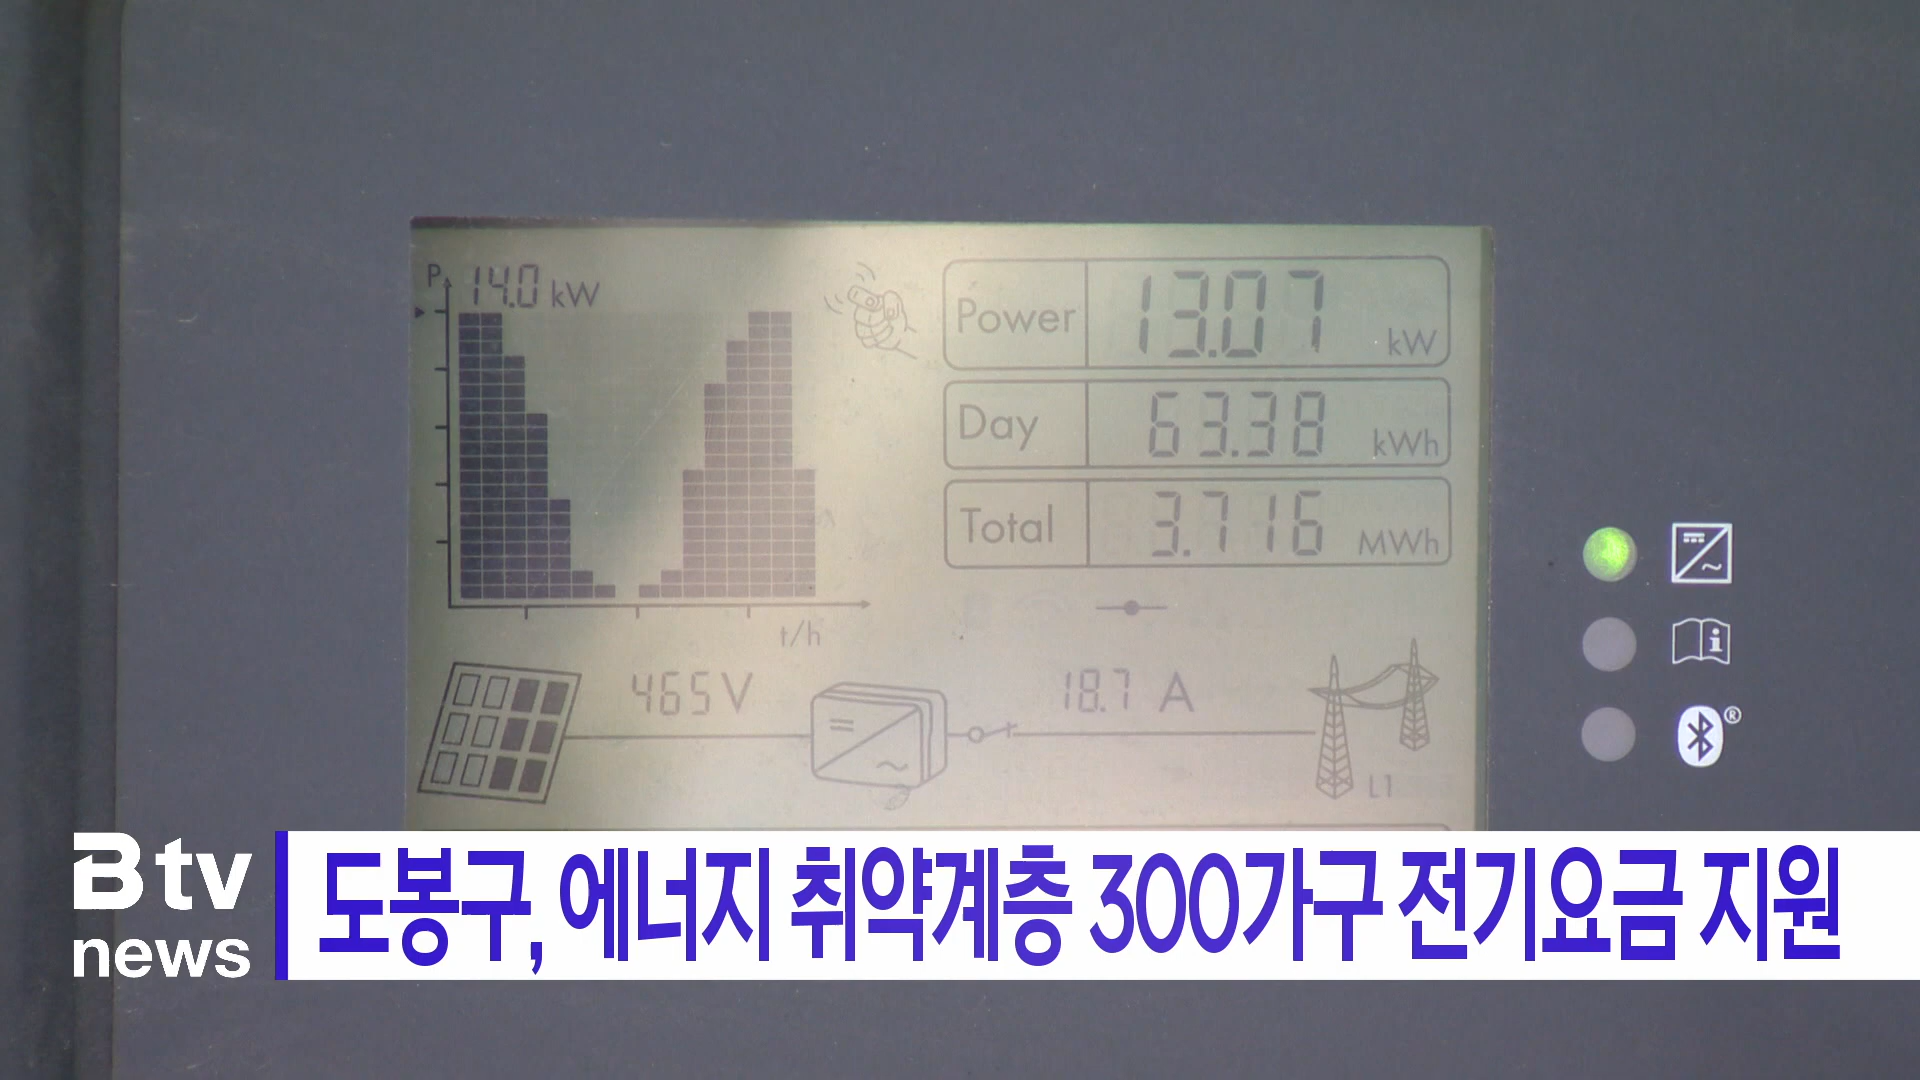 P 14.0 kW
Power 13.07 kW
Day 63.38 kWh
Total 3.716 MWh
t/h
465 V
18.7 A
L1
®
B tv
news
도봉구, 에너지 취약계층 300가구 전기요금 지원